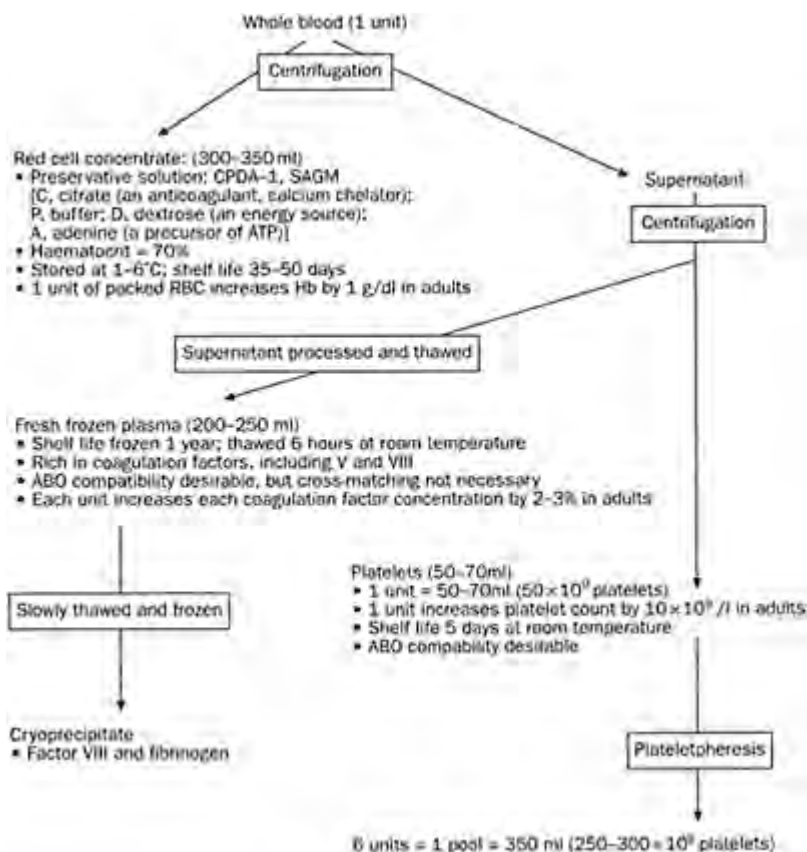 Whole blood (1 unit)
Centrifugation
Red cell concentrate: (300–350 ml)
• Preservative solution: CPDA–1, SAGM
[C, citrate (an anticoagulant, calcium chelator);
P, buffer; D, dextrose (an energy source);
A, adenine (a precursor of ATP)]
• Haematocrit = 70%
• Stored at 1–6°C; shelf life 35–50 days
• 1 unit of packed RBC increases Hb by 1 g/dl in adults
Supernatant
Centrifugation
Supernatant processed and thawed
Fresh frozen plasma (200–250 ml)
• Shelf life frozen 1 year; thawed 6 hours at room temperature
• Rich in coagulation factors, including V and VIII
• ABO compatibility desirable, but cross-matching not necessary
• Each unit increases each coagulation factor concentration by 2–3% in adults
Platelets (50–70ml)
• 1 unit = 50–70ml (50×10⁹ platelets)
• 1 unit increases platelet count by 10×10⁹/l in adults
• Shelf life 5 days at room temperature
• ABO compability desirable
Slowly thawed and frozen
Cryoprecipitate
• Factor VIII and fibrinogen
Plateletpheresis
6 units = 1 pool = 350 ml (250–300×10⁹ platelets)